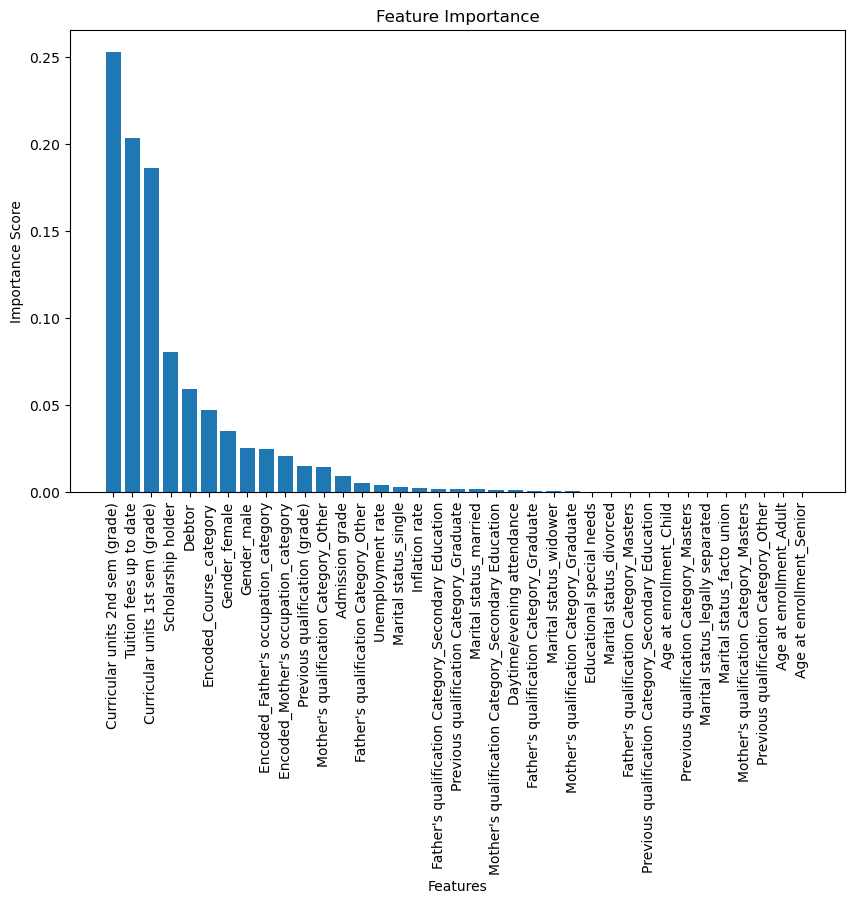 Feature Importance
Importance Score
0.25
0.20
0.15
0.10
0.05
0.00
Curricular units 2nd sem (grade)
Tuition fees up to date
Curricular units 1st sem (grade)
Scholarship holder
Debtor
Encoded_Course_category
Gender_female
Gender_male
Encoded_Father's occupation_category
Encoded_Mother's occupation_category
Previous qualification (grade)
Mother's qualification Category_Other
Admission grade
Father's qualification Category_Other
Unemployment rate
Marital status_single
Inflation rate
Father's qualification Category_Secondary Education
Previous qualification Category_Graduate
Marital status_married
Mother's qualification Category_Secondary Education
Daytime/evening attendance
Father's qualification Category_Graduate
Marital status_widower
Mother's qualification Category_Graduate
Educational special needs
Marital status_divorced
Father's qualification Category_Masters
Previous qualification Category_Secondary Education
Age at enrollment_Child
Previous qualification Category_Masters
Marital status_legally separated
Marital status_facto union
Mother's qualification Category_Masters
Previous qualification Category_Other
Age at enrollment_Adult
Age at enrollment_Senior
Features